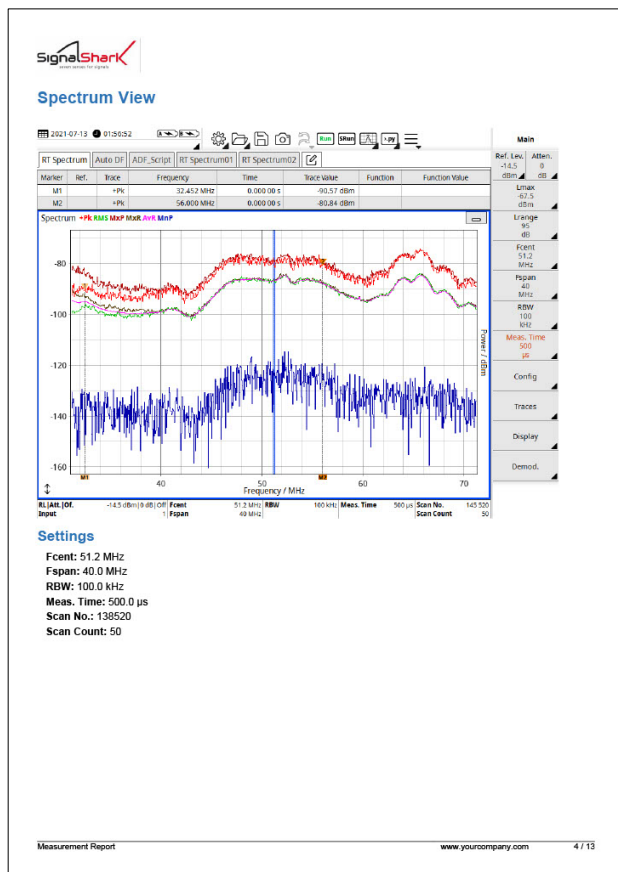 SignalShark
Spectrum View
2021-07-13 01:50:52
Run SRun >.py
Main
RT Spectrum Auto DF ADF_Script RT Spectrum01 RT Spectrum02
Ref. Lev. Atten.
-14.5 0
dBm dB
Marker Ref. Trace Frequency Time Trace Value Function Function Value
M1 +Pk 32.452 MHz 0.000 00 s -90.57 dBm
M2 +Pk 56.000 MHz 0.000 00 s -80.84 dBm
Lmax
-67.5
dBm
Lrange
95
dB
Fcent
51.2
MHz
Fspan
40
MHz
RBW
100
kHz
Meas. Time
500
µs
Config
Traces
Display
Demod.
Spectrum +Pk RMS MxP MxR AvR MnP
-80
-100
-120
-140
-160
Power / dBm
M1 M2
40 50 60 70
Frequency / MHz
RL|Att.|Of. -14.5 dBm|0 dB|Off Fcent 51.2 MHz RBW 100 kHz Meas. Time 500 µs Scan No. 145 520
Input 1 Fspan 40 MHz Scan Count 50
Settings
Fcent: 51.2 MHz
Fspan: 40.0 MHz
RBW: 100.0 kHz
Meas. Time: 500.0 µs
Scan No.: 138520
Scan Count: 50
Measurement Report www.yourcompany.com 4 / 13